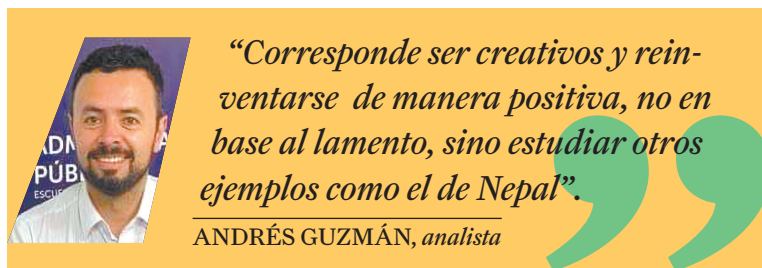 “Corresponde ser creativos y rein-
ventarse de manera positiva, no en
base al lamento, sino estudiar otros
ejemplos como el de Nepal”.
ANDRÉS GUZMÁN, analista